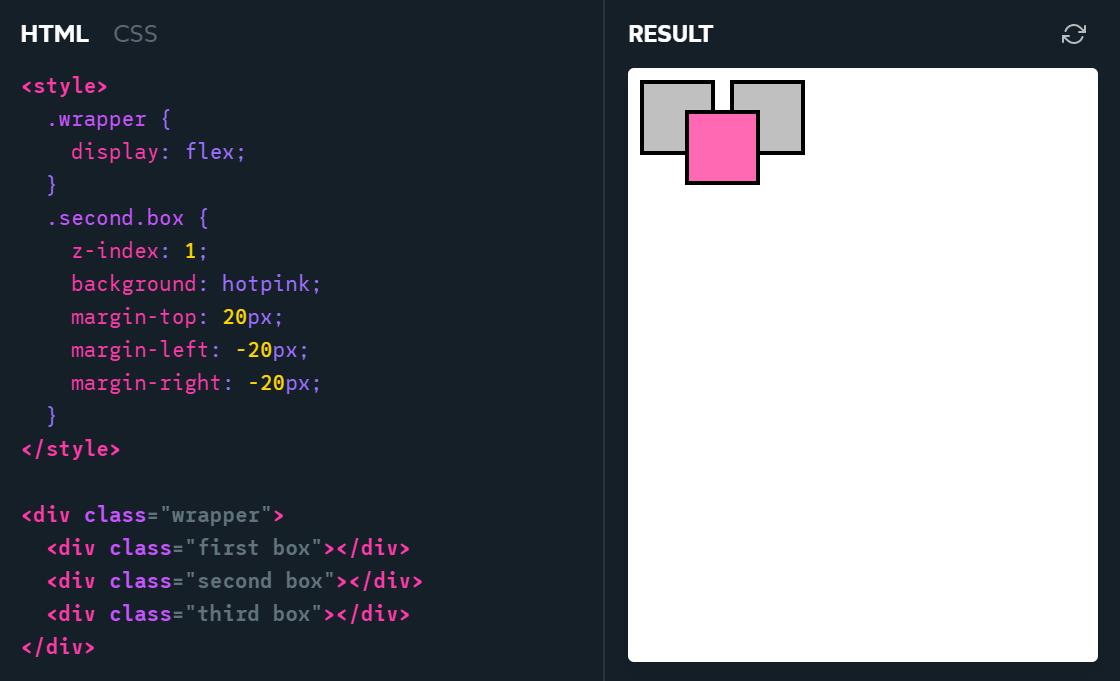 HTML CSS
<style>
  .wrapper {
    display: flex;
  }
  .second.box {
    z-index: 1;
    background: hotpink;
    margin-top: 20px;
    margin-left: -20px;
    margin-right: -20px;
  }
</style>

<div class="wrapper">
  <div class="first box"></div>
  <div class="second box"></div>
  <div class="third box"></div>
</div>
RESULT